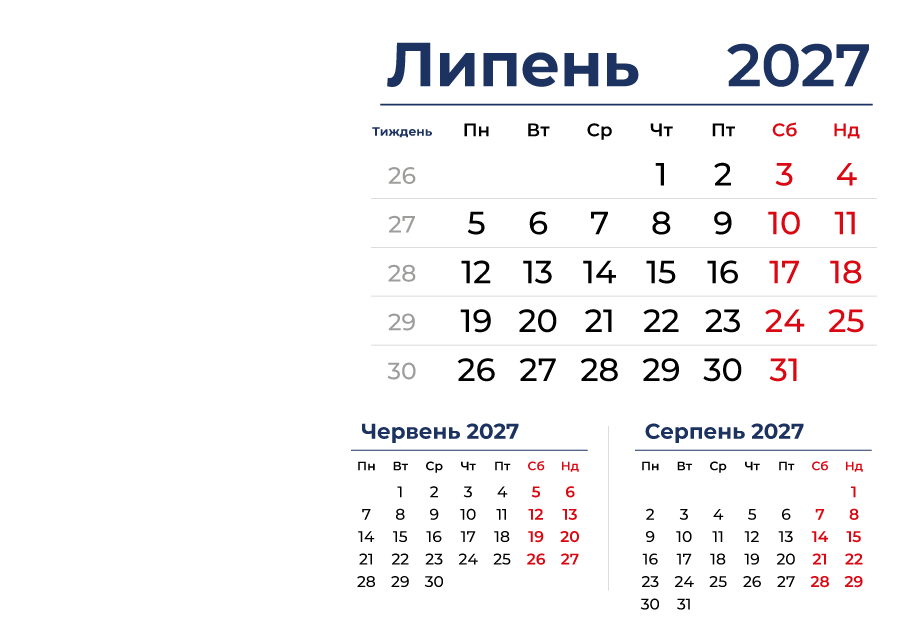 Липень 2027
Тиждень Пн Вт Ср Чт Пт Сб Нд
26 1 2 3 4
27 5 6 7 8 9 10 11
28 12 13 14 15 16 17 18
29 19 20 21 22 23 24 25
30 26 27 28 29 30 31
Червень 2027
Пн Вт Ср Чт Пт Сб Нд
1 2 3 4 5 6
7 8 9 10 11 12 13
14 15 16 17 18 19 20
21 22 23 24 25 26 27
28 29 30
Серпень 2027
Пн Вт Ср Чт Пт Сб Нд
1
2 3 4 5 6 7 8
9 10 11 12 13 14 15
16 17 18 19 20 21 22
23 24 25 26 27 28 29
30 31